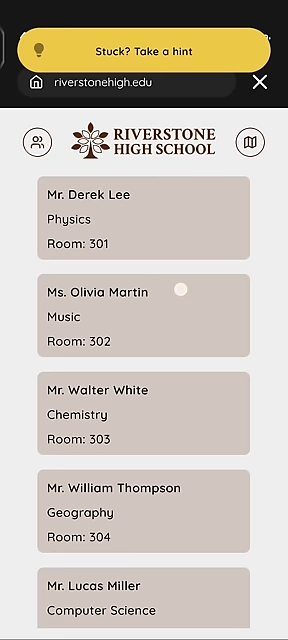 Stuck? Take a hint
riverstonehigh.edu
RIVERSTONE
HIGH SCHOOL
Mr. Derek Lee
Physics
Room: 301
Ms. Olivia Martin
Music
Room: 302
Mr. Walter White
Chemistry
Room: 303
Mr. William Thompson
Geography
Room: 304
Mr. Lucas Miller
Computer Science